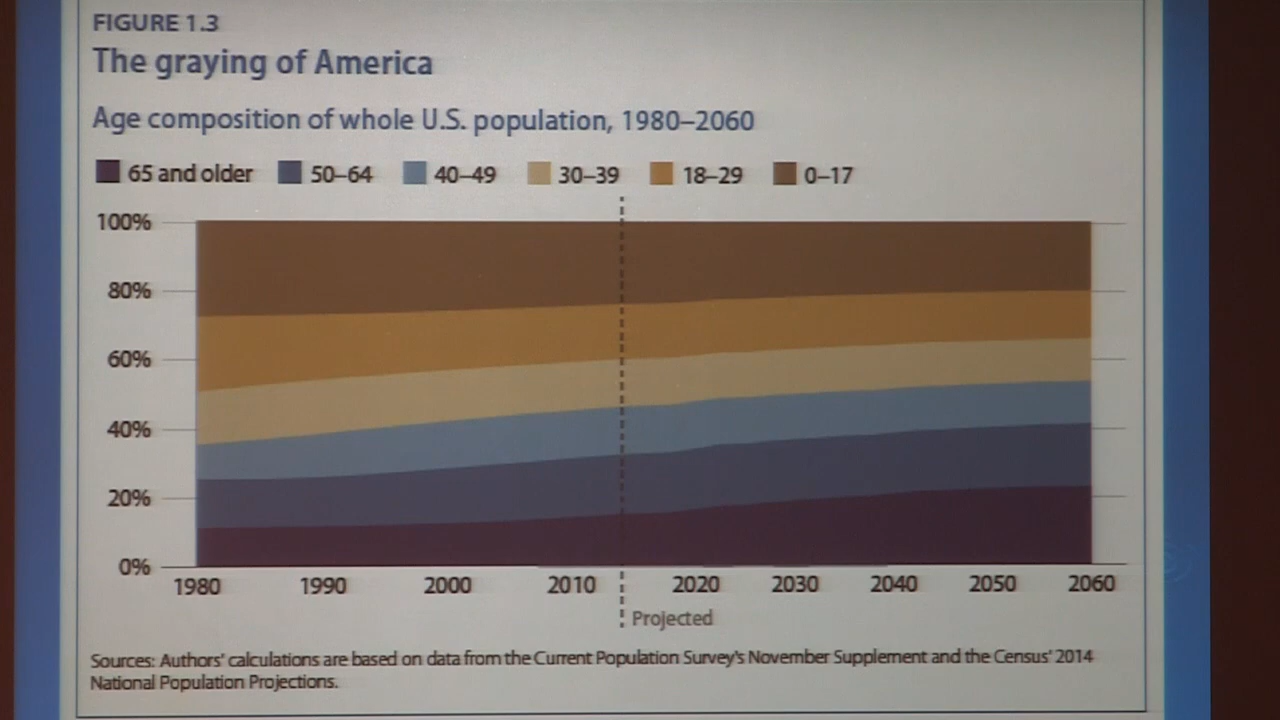 FIGURE 1.3
The graying of America
Age composition of whole U.S. population, 1980–2060
65 and older 50–64 40–49 30–39 18–29 0–17
100%
80%
60%
40%
20%
0%
1980 1990 2000 2010 2020 2030 2040 2050 2060
Projected
Sources: Authors' calculations are based on data from the Current Population Survey's November Supplement and the Census' 2014
National Population Projections.